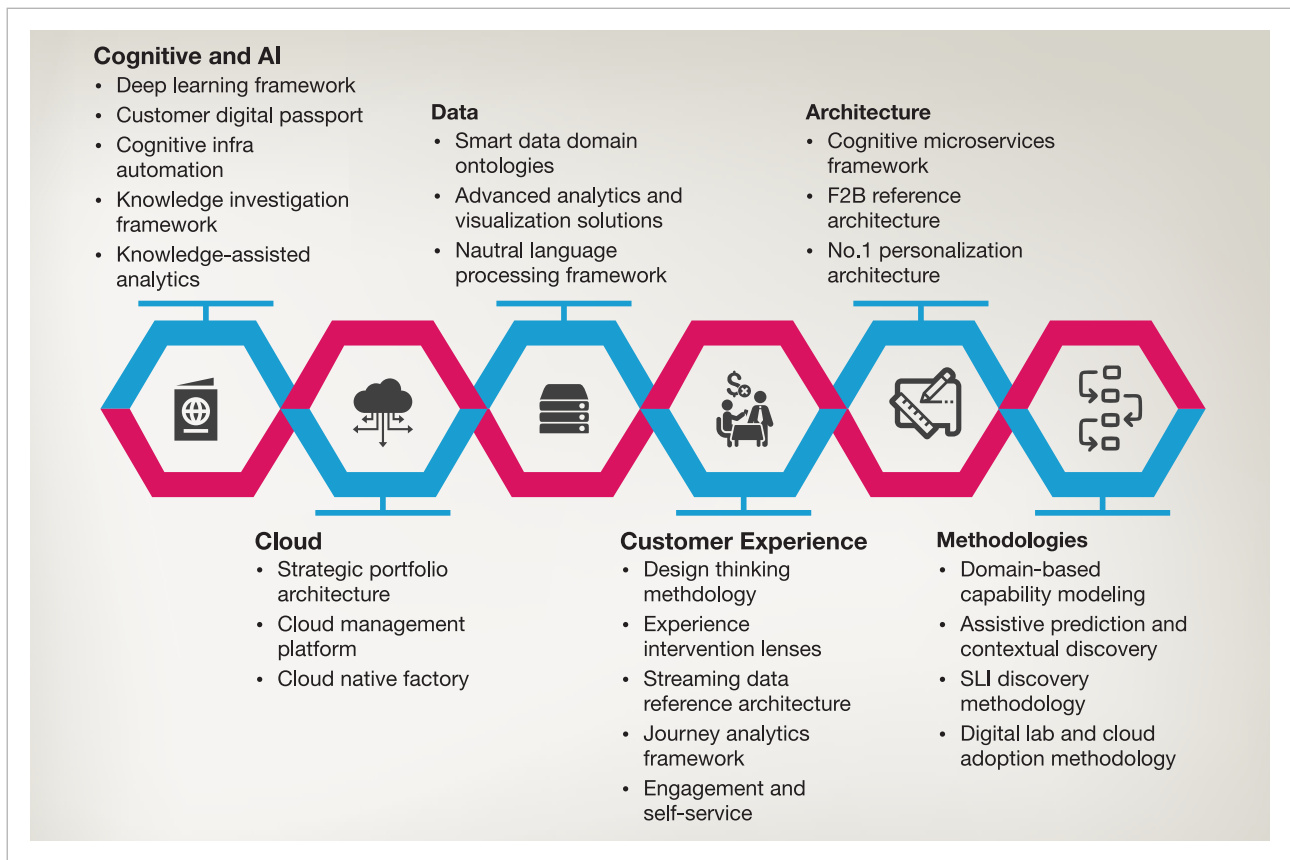 Cognitive and AI
• Deep learning framework
• Customer digital passport
• Cognitive infra
automation
• Knowledge investigation
framework
• Knowledge-assisted
analytics
Data
• Smart data domain
ontologies
• Advanced analytics and
visualization solutions
• Nautral language
processing framework
Architecture
• Cognitive microservices
framework
• F2B reference
architecture
• No.1 personalization
architecture
Cloud
• Strategic portfolio
architecture
• Cloud management
platform
• Cloud native factory
Customer Experience
• Design thinking
methdology
• Experience
intervention lenses
• Streaming data
reference architecture
• Journey analytics
framework
• Engagement and
self-service
Methodologies
• Domain-based
capability modeling
• Assistive prediction and
contextual discovery
• SLI discovery
methodology
• Digital lab and cloud
adoption methodology